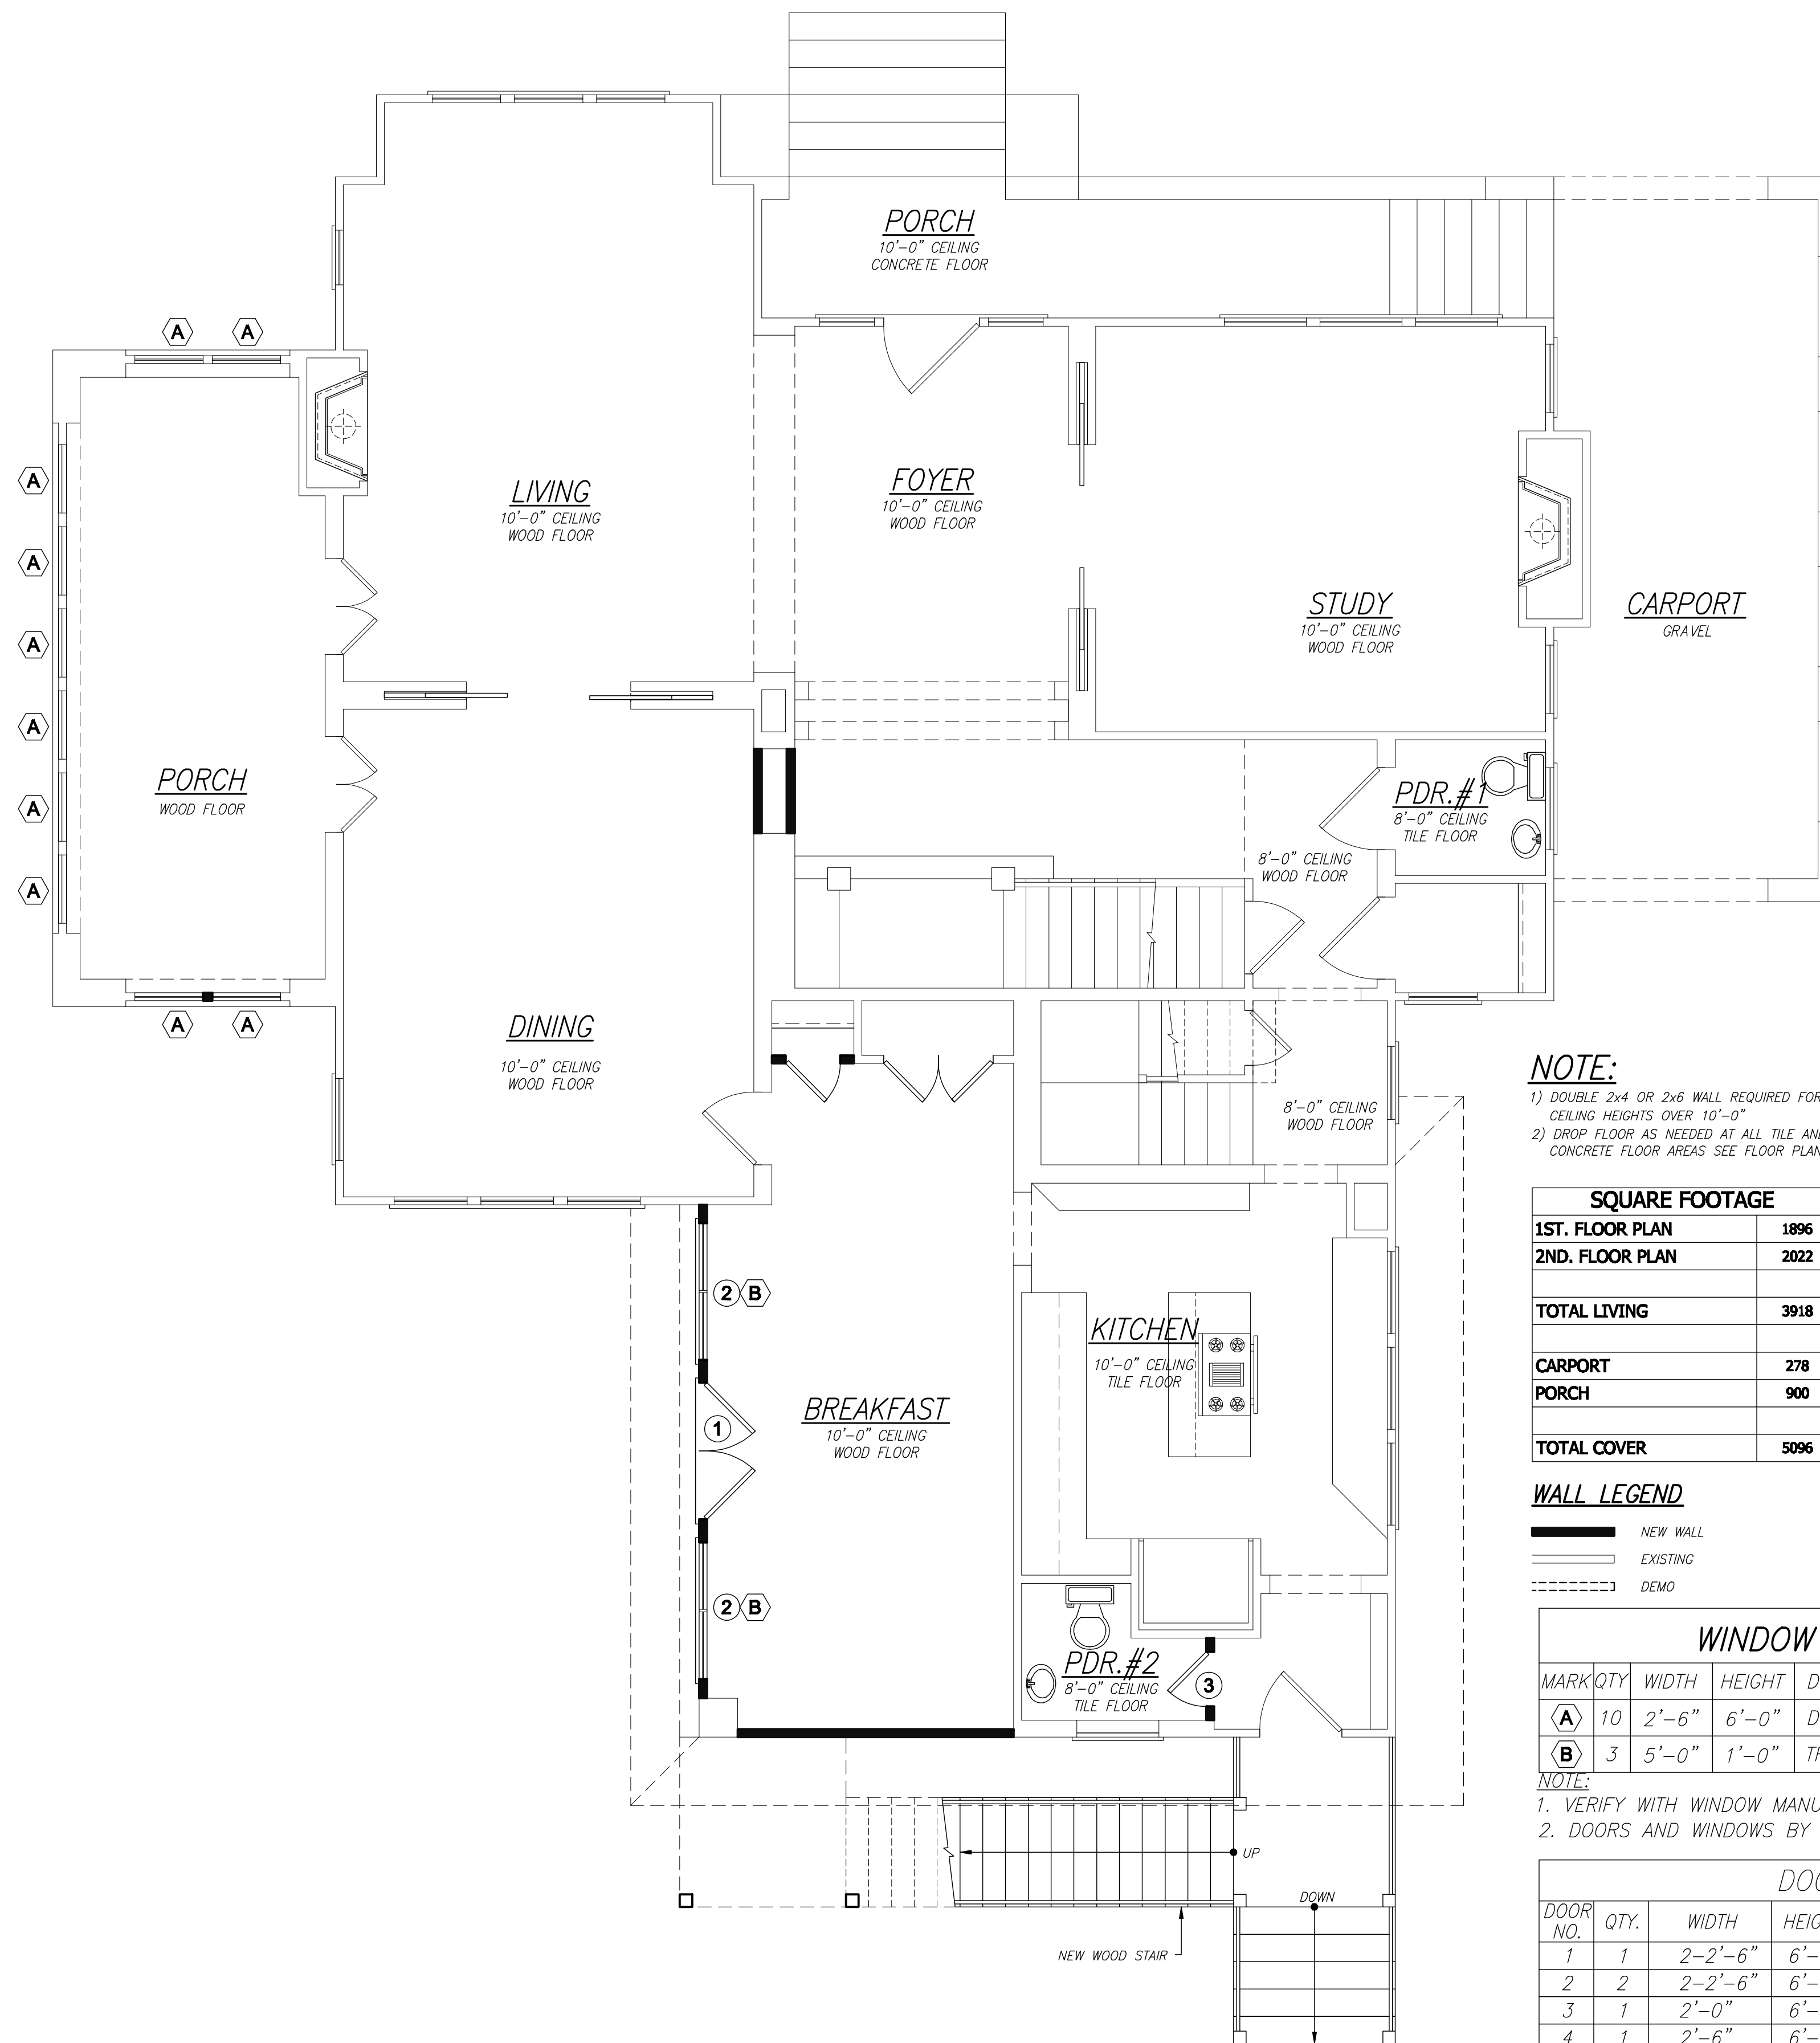 PORCH
10'-0" CEILING
CONCRETE FLOOR
A A
A
A
A
A
A
A
A A
LIVING
10'-0" CEILING
WOOD FLOOR
FOYER
10'-0" CEILING
WOOD FLOOR
STUDY
10'-0" CEILING
WOOD FLOOR
CARPORT
GRAVEL
PORCH
WOOD FLOOR
PDR.#1
8'-0" CEILING
TILE FLOOR
8'-0" CEILING
WOOD FLOOR
DINING
10'-0" CEILING
WOOD FLOOR
8'-0" CEILING
WOOD FLOOR
2 B
KITCHEN
10'-0" CEILING
TILE FLOOR
BREAKFAST
10'-0" CEILING
WOOD FLOOR
1
2 B
PDR.#2
8'-0" CEILING
TILE FLOOR
3
UP
DOWN
NEW WOOD STAIR
NOTE:
1) DOUBLE 2x4 OR 2x6 WALL REQUIRED FOR
CEILING HEIGHTS OVER 10'-0"
2) DROP FLOOR AS NEEDED AT ALL TILE AND
CONCRETE FLOOR AREAS SEE FLOOR PLAN
SQUARE FOOTAGE
1ST. FLOOR PLAN 1896
2ND. FLOOR PLAN 2022
TOTAL LIVING 3918
CARPORT 278
PORCH 900
TOTAL COVER 5096
WALL LEGEND
NEW WALL
EXISTING
DEMO
WINDOW
MARK QTY WIDTH HEIGHT
A 10 2'-6" 6'-0"
B 3 5'-0" 1'-0"
NOTE:
1. VERIFY WITH WINDOW
2. DOORS AND WINDOWS BY
DOOR NO. QTY. WIDTH
1 1 2-2'-6" 6'-
2 2 2-2'-6" 6'-
3 1 2'-0" 6'-
4 1 2'-6" 6'-